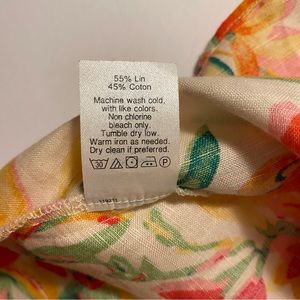 55% Lin
45% Coton
Machine wash cold,
with like colors.
Non chlorine
bleach only.
Tumble dry low.
Warm iron as needed.
Dry clean if preferred.
30
P